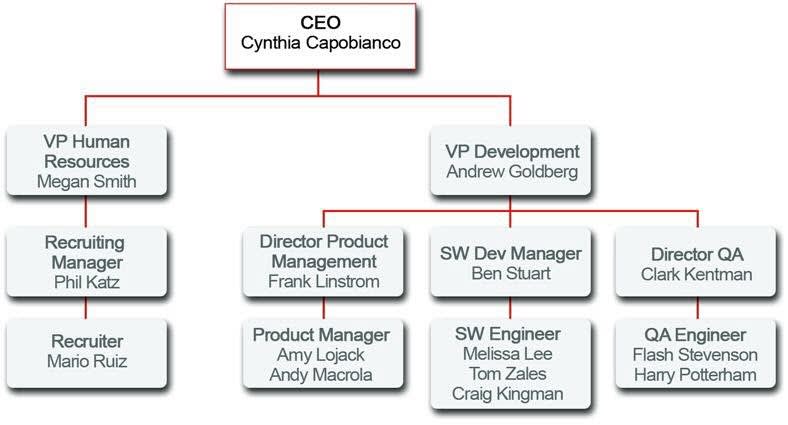 CEO
Cynthia Capobianco
VP Human
Resources
Megan Smith
VP Development
Andrew Goldberg
Recruiting
Manager
Phil Katz
Director Product
Management
Frank Linstrom
SW Dev Manager
Ben Stuart
Director QA
Clark Kentman
Recruiter
Mario Ruiz
Product Manager
Amy Lojack
Andy Macrola
SW Engineer
Melissa Lee
Tom Zales
Craig Kingman
QA Engineer
Flash Stevenson
Harry Potterham